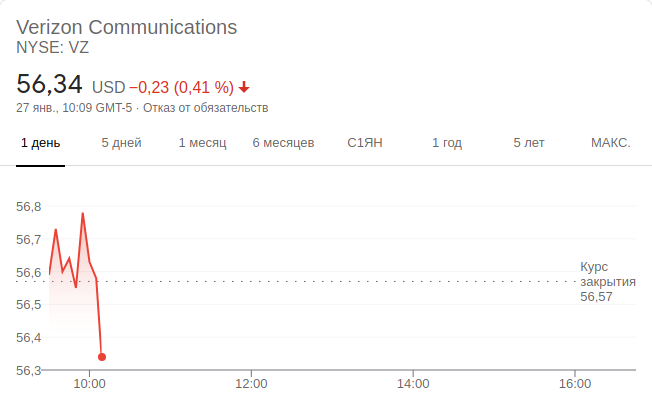 Verizon Communications
NYSE: VZ
56,34 USD −0,23 (0,41 %)
27 янв., 10:09 GMT-5 · Отказ от обязательств
1 день 5 дней 1 месяц 6 месяцев С1ЯН 1 год 5 лет МАКС.
56,8
56,7
56,6
56,5
56,4
56,3
Курс
закрытия
56,57
10:00 12:00 14:00 16:00